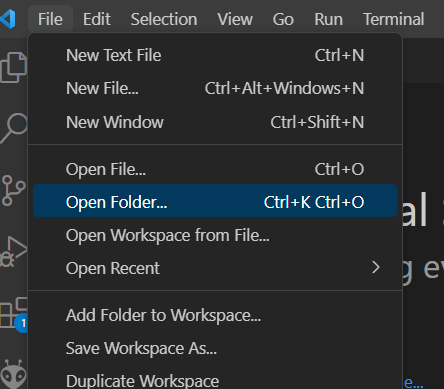 File Edit Selection View Go Run Terminal
New Text File Ctrl+N
New File... Ctrl+Alt+Windows+N
New Window Ctrl+Shift+N
Open File... Ctrl+O
Open Folder... Ctrl+K Ctrl+O
Open Workspace from File...
Open Recent
Add Folder to Workspace...
1
Save Workspace As...
Duplicate Workspace